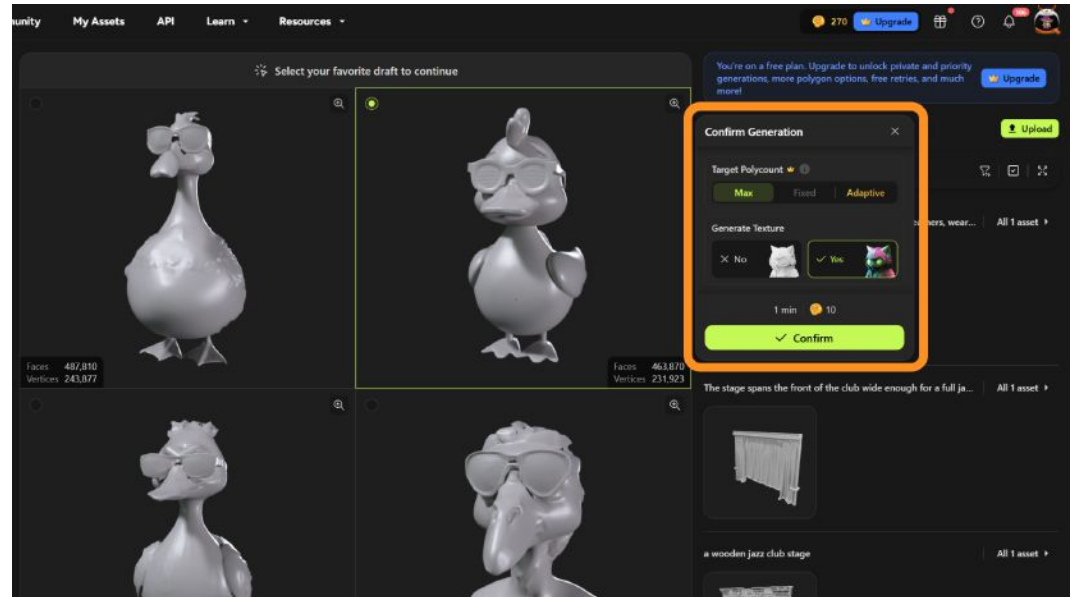 My Assets
API
Learn
Resources
270
Upgrade
Select your favorite draft to continue
You're on a free plan. Upgrade to unlock private and priority
generations, more polygon options, free retries, and much
more!
Upgrade
Upload
Confirm Generation
Target Polycount
Max
Fixed
Adaptive
Generate Texture
No
Yes
1 min
10
Confirm
wear...
All 1 asset
Faces 487,810
Vertices 243,877
Faces 463,870
Vertices 231,923
The stage spans the front of the club wide enough for a full ja...
All 1 asset
a wooden jazz club stage
All 1 asset